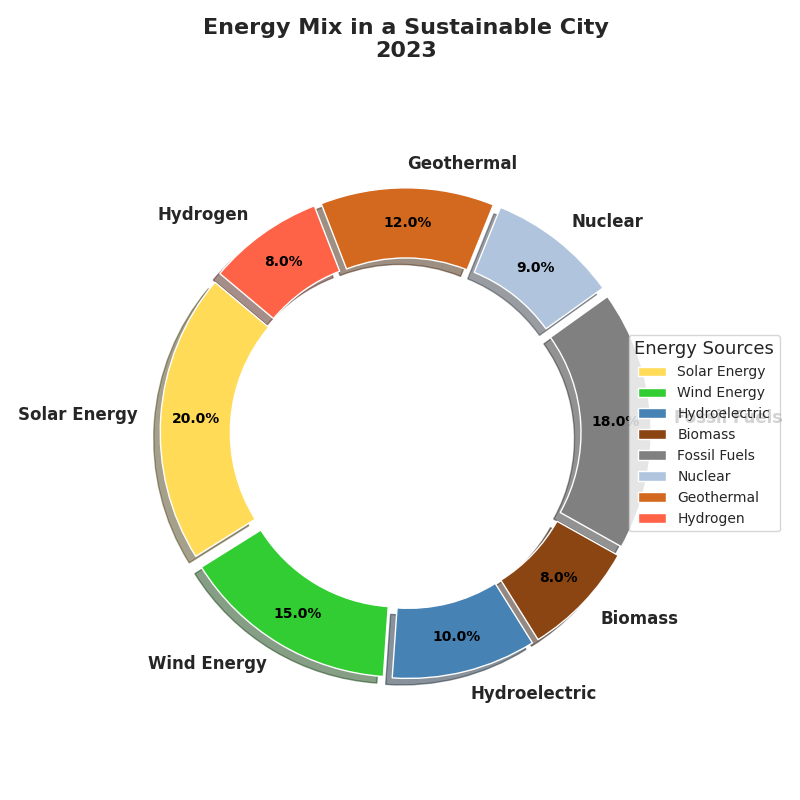 Energy Mix in a Sustainable City
2023
Geothermal
Hydrogen
Nuclear
12.0%
8.0%
9.0%
Solar Energy
20.0%
18.0%
Fossil Fuels
Energy Sources
Solar Energy
Wind Energy
Hydroelectric
Biomass
Fossil Fuels
Nuclear
Geothermal
Hydrogen
8.0%
15.0%
10.0%
Biomass
Wind Energy
Hydroelectric